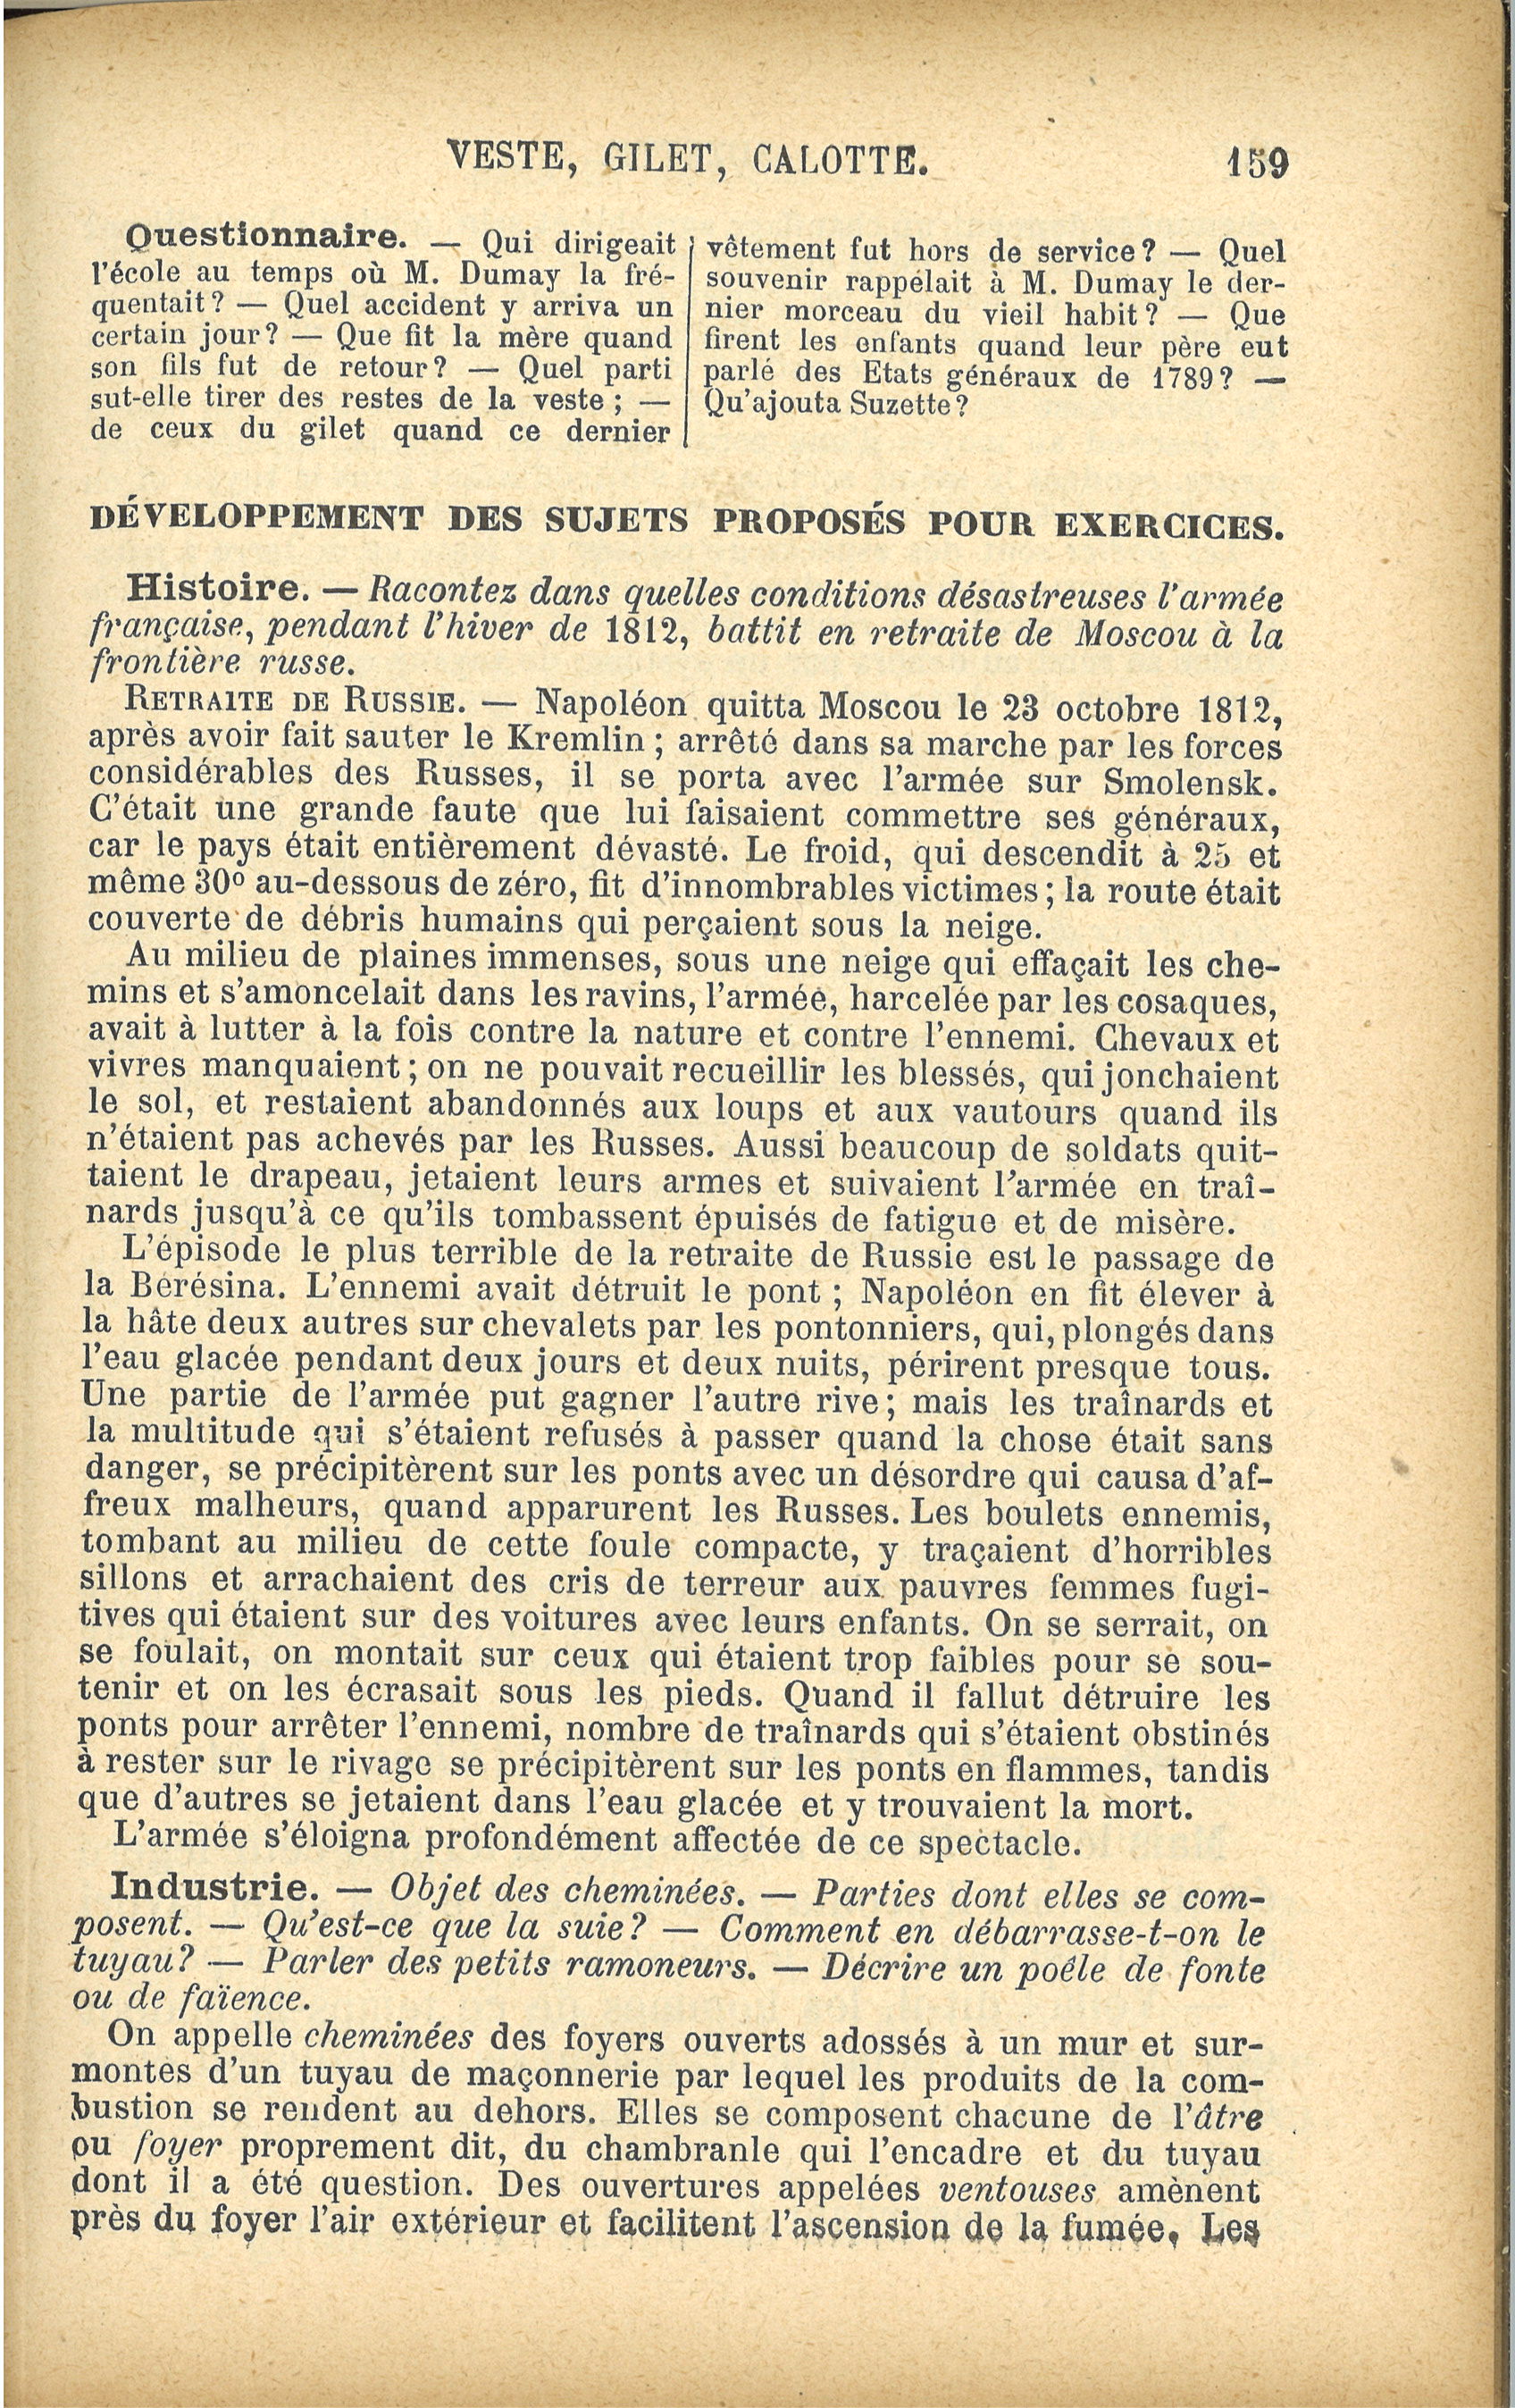 VESTE, GILET, CALOTTE. 159
Questionnaire. — Qui dirigeait
l'école au temps où M. Dumay la fré-
quentait? — Quel accident y arriva un
certain jour? — Que fit la mère quand
son fils fut de retour? — Quel parti
sut-elle tirer des restes de la veste; —
de ceux du gilet quand ce dernier
vêtement fut hors de service? — Quel
souvenir rappelait à M. Dumay le der-
nier morceau du vieil habit? — Que
firent les enfants quand leur père eut
parlé des Etats généraux de 1789? —
Qu'ajouta Suzette?
DÉVELOPPEMENT DES SUJETS PROPOSÉS POUR EXERCICES.
Histoire. — Racontez dans quelles conditions désastreuses l'armée
française, pendant l'hiver de 1812, battit en retraite de Moscou à la
frontière russe.
RETRAITE DE RUSSIE. — Napoléon quitta Moscou le 23 octobre 1812,
après avoir fait sauter le Kremlin; arrêté dans sa marche par les forces
considérables des Russes, il se porta avec l'armée sur Smolensk.
C'était une grande faute que lui faisaient commettre ses généraux,
car le pays était entièrement dévasté. Le froid, qui descendit à 25 et
même 30° au-dessous de zéro, fit d'innombrables victimes; la route était
couverte de débris humains qui perçaient sous la neige.
Au milieu de plaines immenses, sous une neige qui effaçait les che-
mins et s'amoncelait dans les ravins, l'armée, harcelée par les cosaques,
avait à lutter à la fois contre la nature et contre l'ennemi. Chevaux et
vivres manquaient; on ne pouvait recueillir les blessés, qui jonchaient
le sol, et restaient abandonnés aux loups et aux vautours quand ils
n'étaient pas achevés par les Russes. Aussi beaucoup de soldats quit-
taient le drapeau, jetaient leurs armes et suivaient l'armée en traî-
nards jusqu'à ce qu'ils tombassent épuisés de fatigue et de misère.
L'épisode le plus terrible de la retraite de Russie est le passage de
la Bérésina. L'ennemi avait détruit le pont; Napoléon en fit élever à
la hâte deux autres sur chevalets par les pontonniers, qui, plongés dans
l'eau glacée pendant deux jours et deux nuits, périrent presque tous.
Une partie de l'armée put gagner l'autre rive; mais les traînards et
la multitude qui s'étaient refusés à passer quand la chose était sans
danger, se précipitèrent sur les ponts avec un désordre qui causa d'af-
freux malheurs, quand apparurent les Russes. Les boulets ennemis,
tombant au milieu de cette foule compacte, y traçaient d'horribles
sillons et arrachaient des cris de terreur aux pauvres femmes fugi-
tives qui étaient sur des voitures avec leurs enfants. On se serrait, on
se foulait, on montait sur ceux qui étaient trop faibles pour se sou-
tenir et on les écrasait sous les pieds. Quand il fallut détruire les
ponts pour arrêter l'ennemi, nombre de traînards qui s'étaient obstinés
à rester sur le rivage se précipitèrent sur les ponts en flammes, tandis
que d'autres se jetaient dans l'eau glacée et y trouvaient la mort.
L'armée s'éloigna profondément affectée de ce spectacle.
Industrie. — Objet des cheminées. — Parties dont elles se com-
posent. — Qu'est-ce que la suie? — Comment en débarrasse-t-on le
tuyau? — Parler des petits ramoneurs. — Décrire un poêle de fonte
ou de faïence.
On appelle cheminées des foyers ouverts adossés à un mur et sur-
montés d'un tuyau de maçonnerie par lequel les produits de la com-
bustion se rendent au dehors. Elles se composent chacune de l'âtre
ou foyer proprement dit, du chambranle qui l'encadre et du tuyau
dont il a été question. Des ouvertures appelées ventouses amènent
près du foyer l'air extérieur et facilitent l'ascension de la fumée. Les